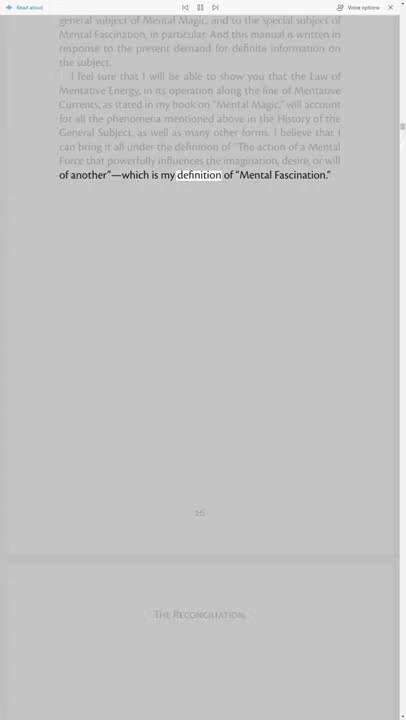 Read aloud
Voice options
general subject of Mental Magic, and to the special subject of
Mental Fascination, in particular. And this manual is written in
response to the present demand for definite information on
the subject.
I feel sure that I will be able to show you that the Law of
Mentative Energy, in its operation along the line of Mentative
Currents, as stated in my book on “Mental Magic,” will account
for all the phenomena mentioned above in the History of the
General Subject, as well as many other forms. I believe that I
can bring it all under the definition of “The action of a Mental
Force that powerfully influences the imagination, desire, or will
of another”—which is my definition of “Mental Fascination.”
26
The Reconciliation.